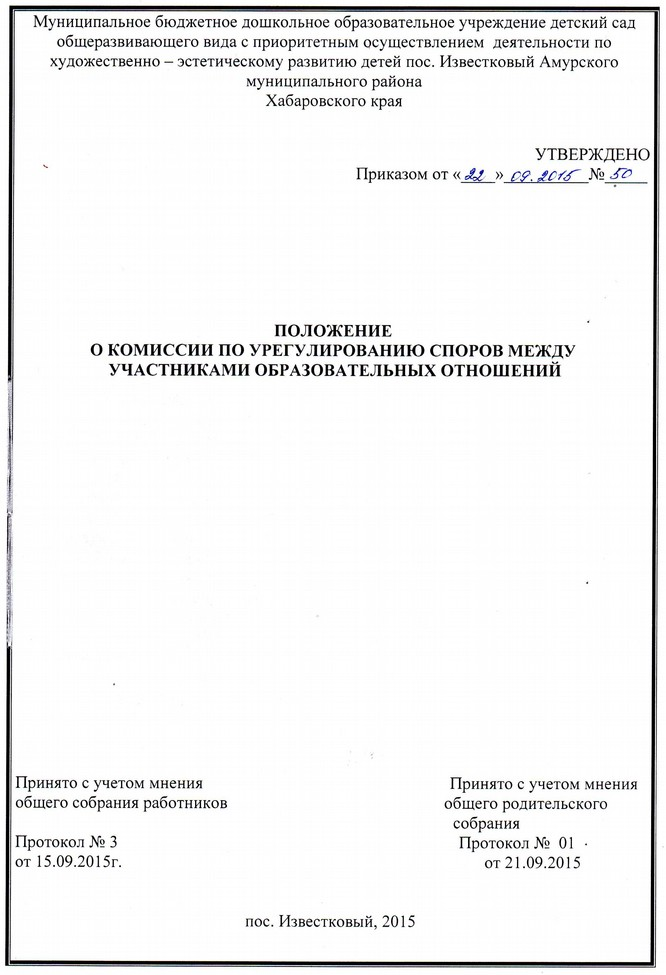 Муниципальное бюджетное дошкольное образовательное учреждение детский сад
общеразвивающего вида с приоритетным осуществлением деятельности по
художественно – эстетическому развитию детей пос. Известковый Амурского
муниципального района
Хабаровского края
УТВЕРЖДЕНО
Приказом от «22» 09.2015 № 50
ПОЛОЖЕНИЕ
О КОМИССИИ ПО УРЕГУЛИРОВАНИЮ СПОРОВ МЕЖДУ
УЧАСТНИКАМИ ОБРАЗОВАТЕЛЬНЫХ ОТНОШЕНИЙ
Принято с учетом мнения
общего собрания работников
Протокол № 3
от 15.09.2015г.
Принято с учетом мнения
общего родительского
собрания
Протокол № 01
от 21.09.2015
пос. Известковый, 2015